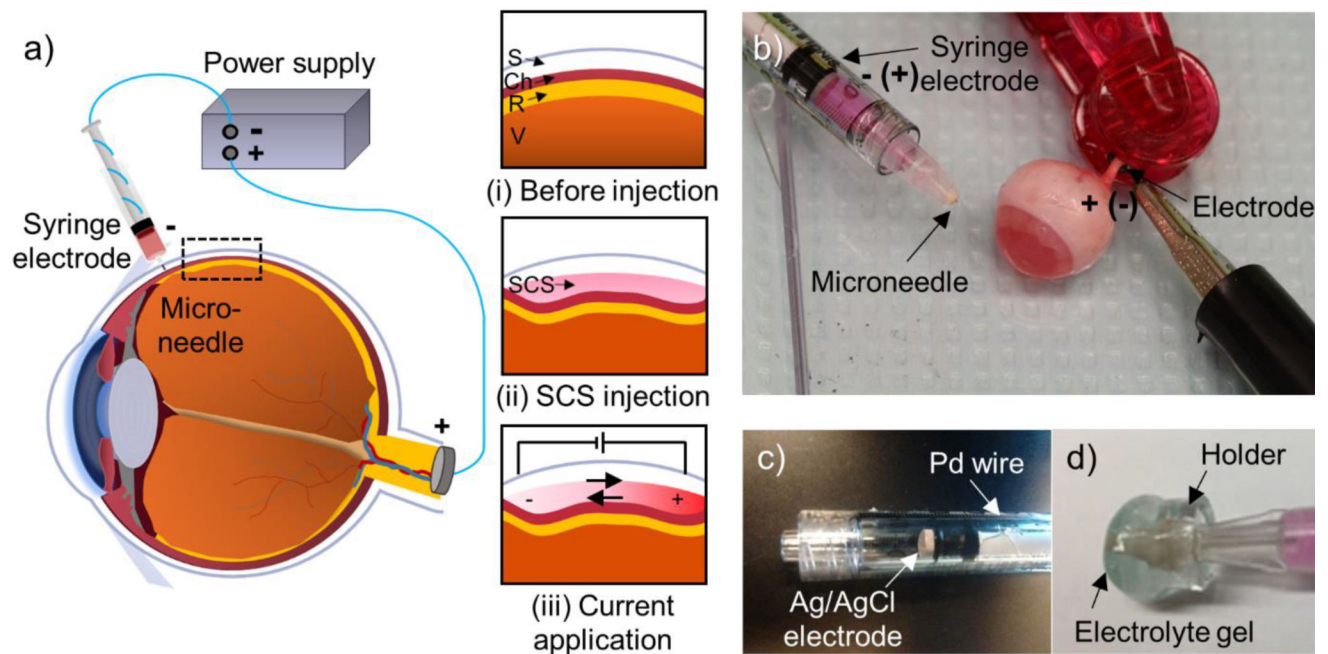 a)
Power supply
-
+
Syringe
electrode
-
Micro-
needle
+
S
Ch
R
V
(i) Before injection
SCS
(ii) SCS injection
-
+
(iii) Current
application
b)
Syringe
- (+) electrode
+ (-)
Electrode
Microneedle
c)
Pd wire
Ag/AgCl
electrode
d)
Holder
Electrolyte gel